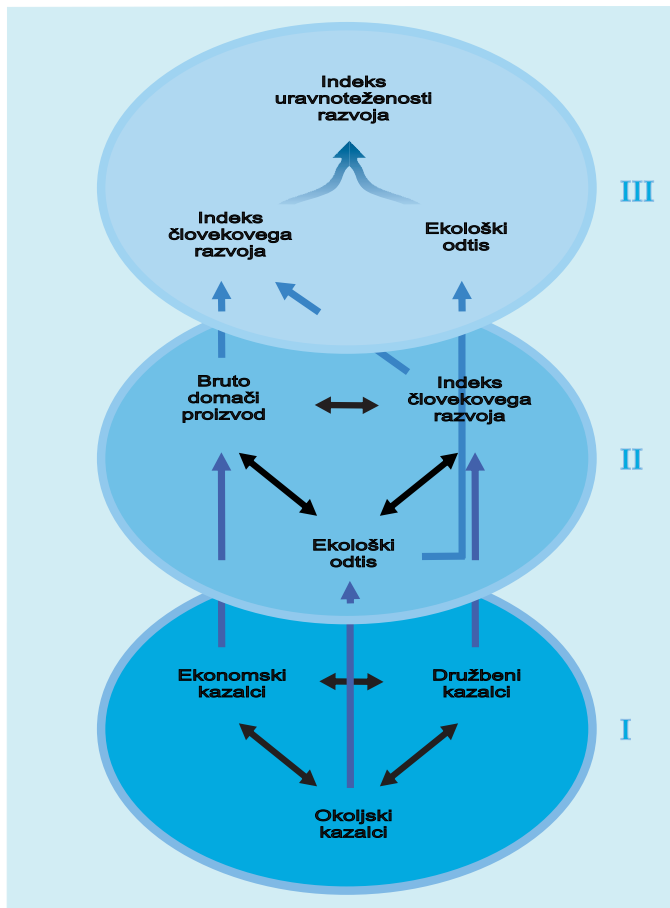 Indeks
uravnoteženosti
razvoja
III
Indeks
človekovega
razvoja
Ekološki
odtis
Bruto
domači
proizvod
Indeks
človekovega
razvoja
II
Ekološki
odtis
Ekonomski
kazalci
Družbeni
kazalci
I
Okoljski
kazalci